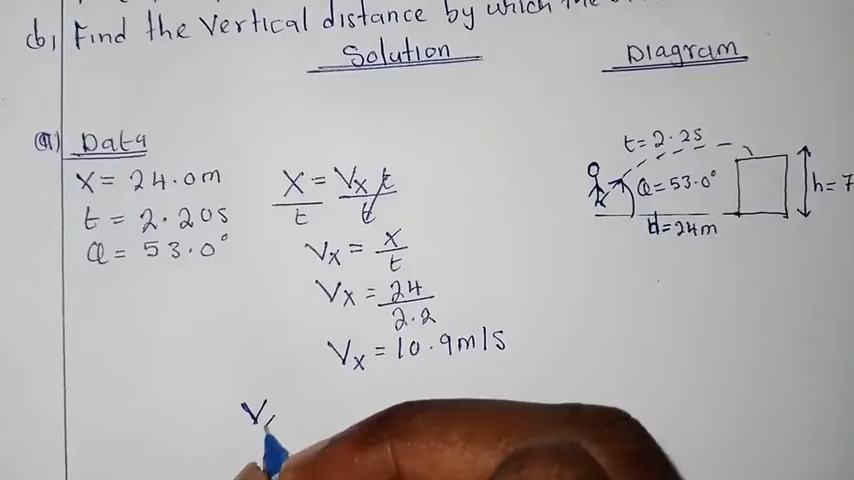 (b) Find the Vertical distance by which the
Solution
Diagram
(a) Data
X = 24.0m
t = 2.20s
Q = 53.0°
X = Vx t
t t
Vx = X
t
Vx = 24
2.2
Vx = 10.9m/s
V
t = 2.2s
Q = 53.0°
h = 7
d = 24m